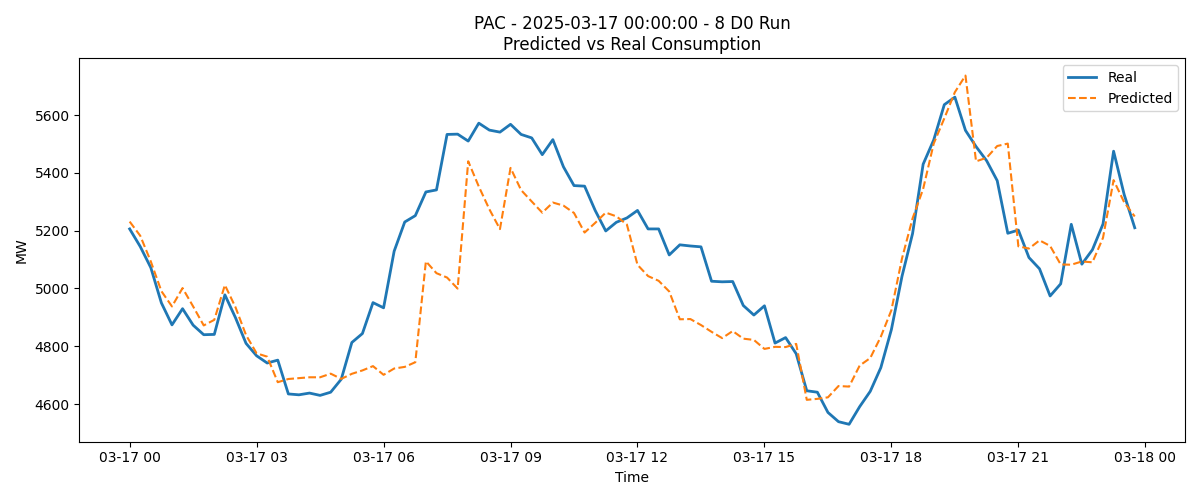 PAC - 2025-03-17 00:00:00 - 8 D0 Run
Predicted vs Real Consumption
Real
Predicted
MW
5600
5400
5200
5000
4800
4600
03-17 00
03-17 03
03-17 06
03-17 09
03-17 12
03-17 15
03-17 18
03-17 21
03-18 00
Time